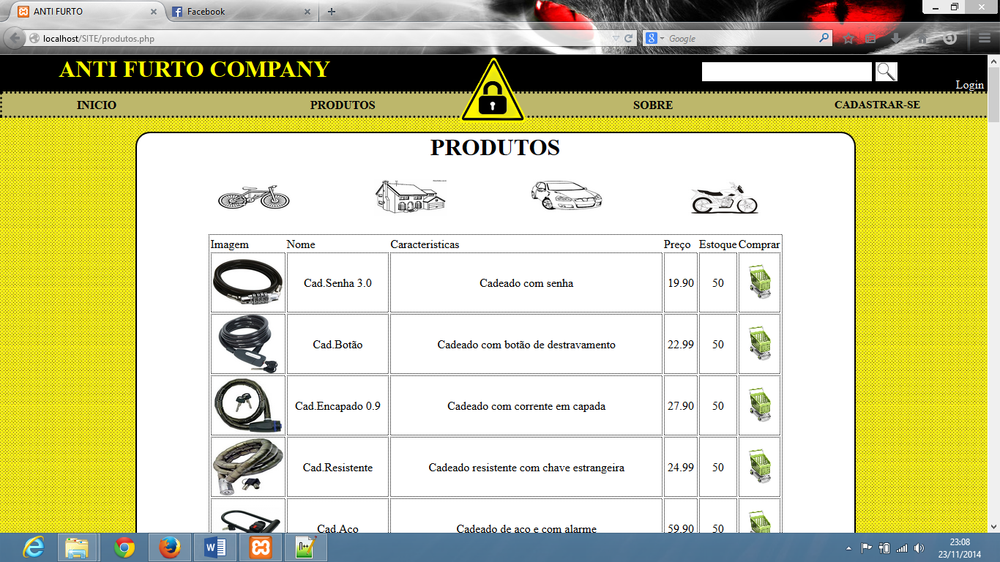 ANTI FURTO
Facebook
localhost/SITE/produtos.php
Google
ANTI FURTO COMPANY
Login
INICIO PRODUTOS SOBRE CADASTRAR-SE
PRODUTOS
Imagem Nome Caracteristicas Preço Estoque Comprar
Cad.Senha 3.0 Cadeado com senha 19.90 50
Cad.Botão Cadeado com botão de destravamento 22.99 50
Cad.Encapado 0.9 Cadeado com corrente em capada 27.90 50
Cad.Resistente Cadeado resistente com chave estrangeira 24.99 50
Cad.Aço Cadeado de aço e com alarme 59.90 50
23:08
23/11/2014